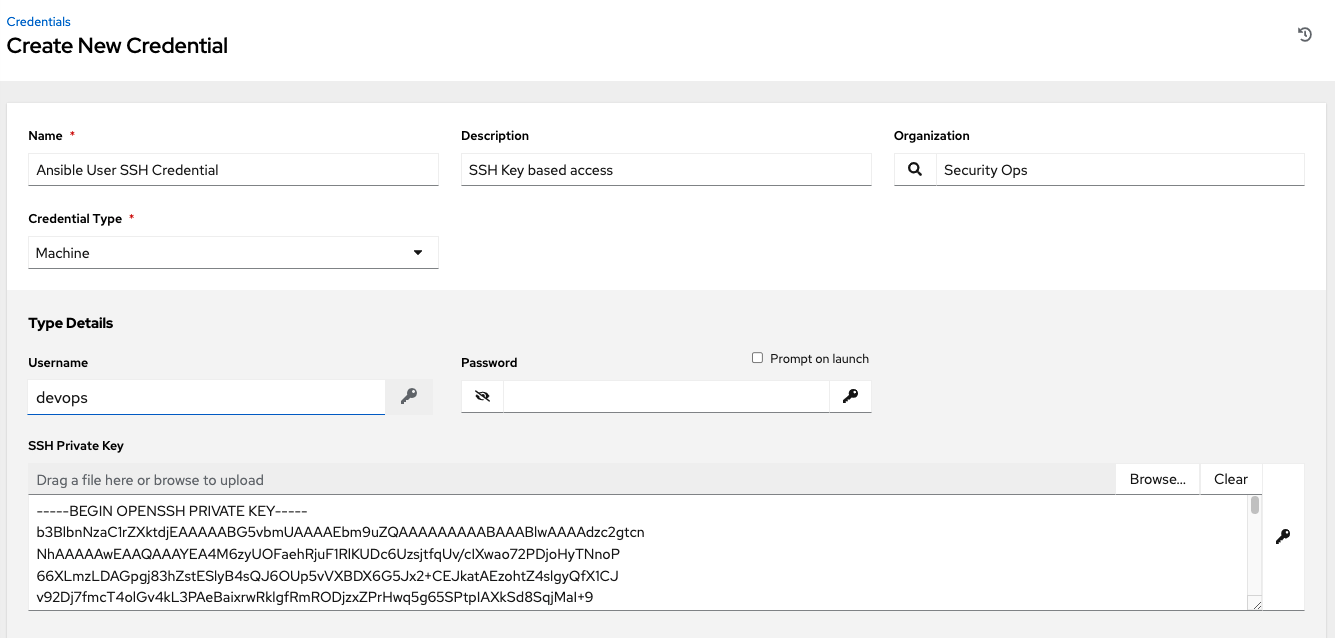 Credentials
Create New Credential
Name *
Description
Organization
Ansible User SSH Credential
SSH Key based access
Security Ops
Credential Type *
Machine
Type Details
Username
Password
Prompt on launch
devops
SSH Private Key
Drag a file here or browse to upload
Browse...
Clear
-----BEGIN OPENSSH PRIVATE KEY-----
b3BlbnNzaC1rZXktdjEAAAAABG5vbmUAAAAEbm9uZQAAAAAAAAABAAABlwAAAAdzc2gtcn
NhAAAAAwEAAQAAAYEA4M6zyUOFaehRjuF1RlKUDc6UzsjtfqUv/cIXwao72PDjoHyTNnoP
66XLmzLDAGpgj83hZstESlyB4sQJ6OUp5vVXBDX6G5Jx2+CEJkatAEzohtZ4slgyQfX1CJ
v92Dj7fmcT4olGv4kL3PAeBaixrwRklgfRmRODjzxZPrHwq5g65SPtpIAXkSd8SqjMaI+9